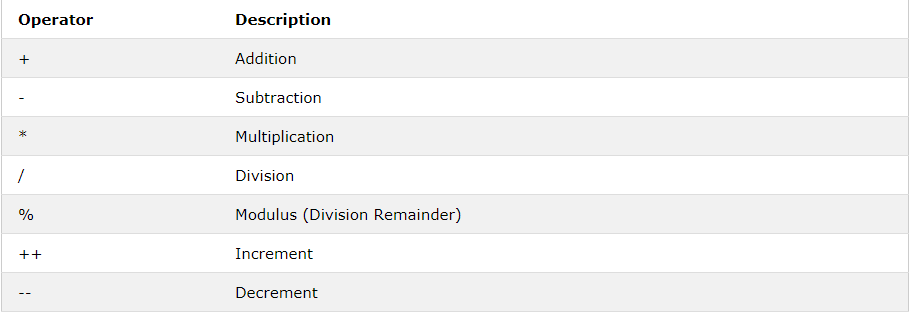 Operator Description
+ Addition
- Subtraction
* Multiplication
/ Division
% Modulus (Division Remainder)
++ Increment
-- Decrement